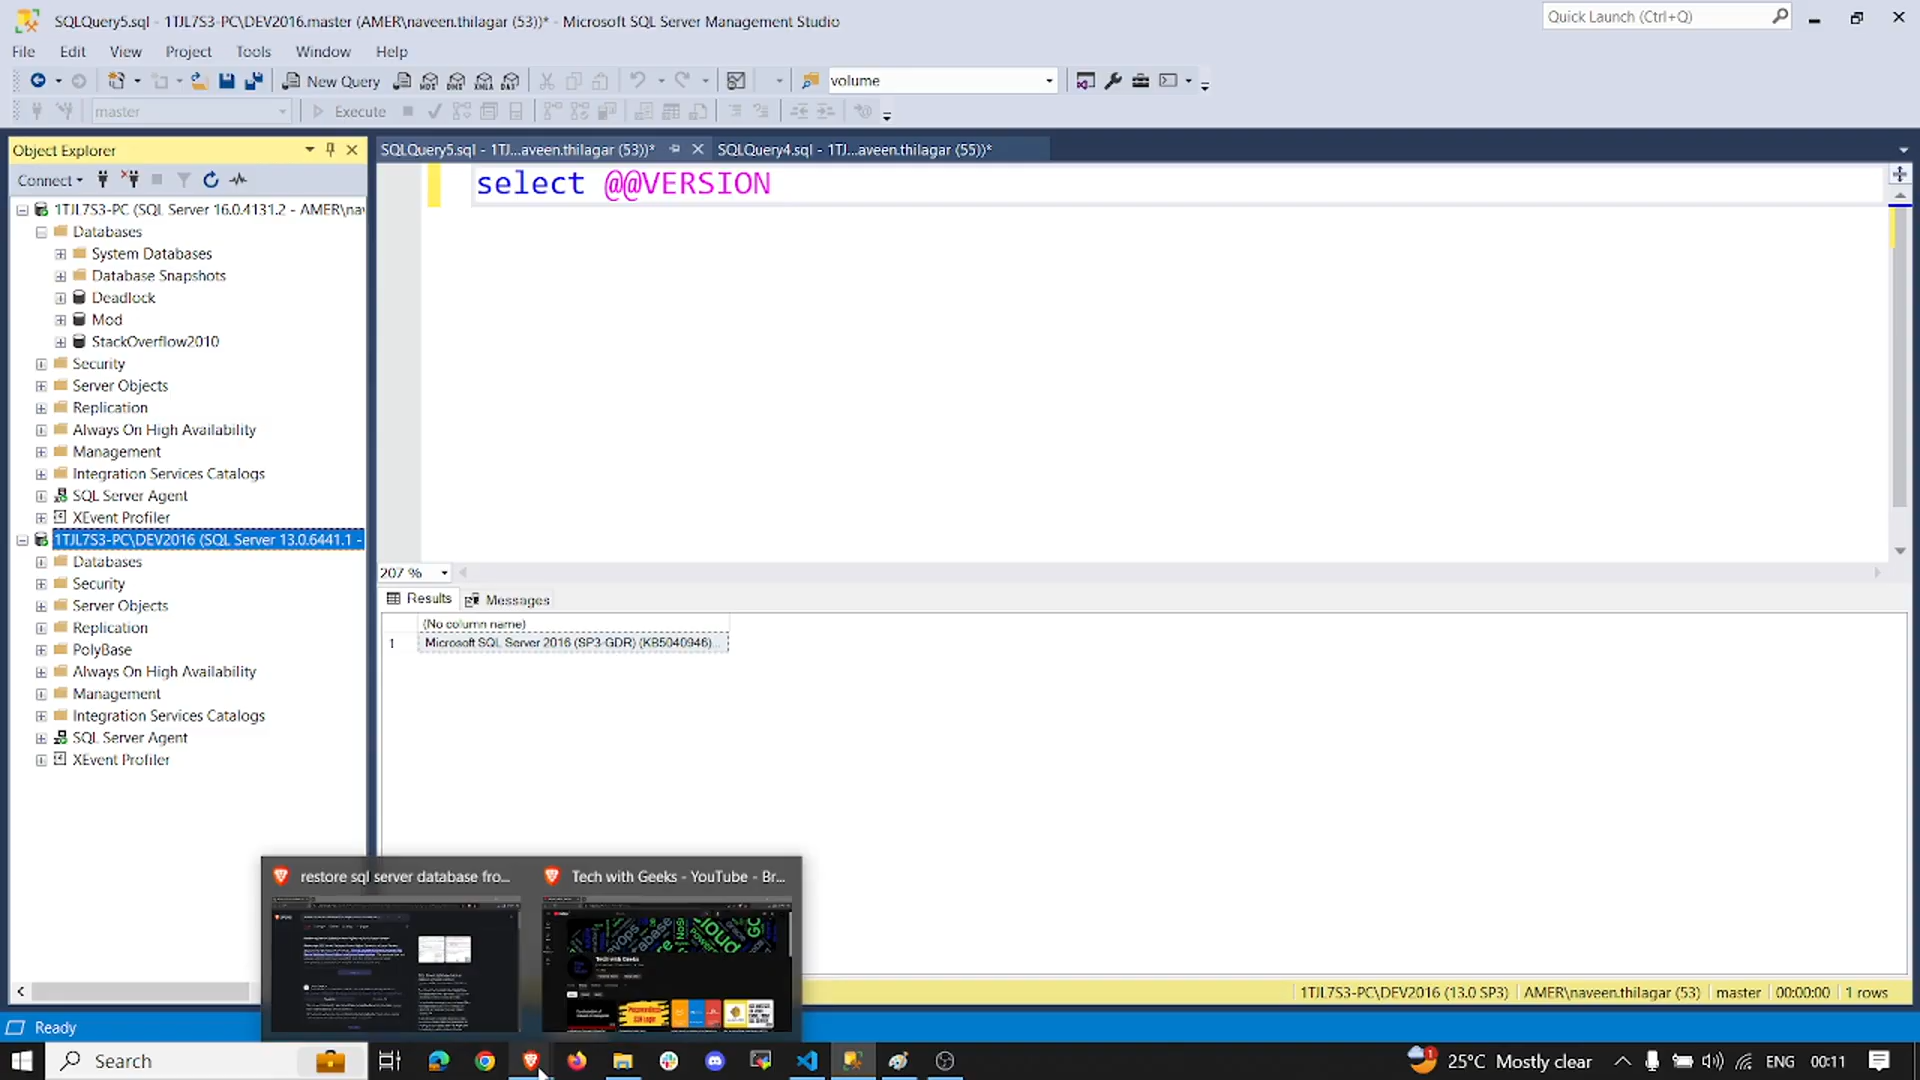 SQLQuery5.sql - 1TJL7S3-PC\DEV2016.master (AMER\naveen.thilagar (53))* - Microsoft SQL Server Management Studio
Quick Launch (Ctrl+Q)
File Edit View Project Tools Window Help
New Query
volume
master
Execute
Object Explorer
SQLQuery5.sql - 1TJ...aveen.thilagar (53))*
SQLQuery4.sql - 1TJ...aveen.thilagar (55))*
Connect
select @@VERSION
1TJL7S3-PC (SQL Server 16.0.4131.2 - AMER\na
Databases
System Databases
Database Snapshots
Deadlock
Mod
StackOverflow2010
Security
Server Objects
Replication
Always On High Availability
Management
Integration Services Catalogs
SQL Server Agent
XEvent Profiler
1TJL7S3-PC\DEV2016 (SQL Server 13.0.6441.1 -
Databases
Security
Server Objects
Replication
PolyBase
Always On High Availability
Management
Integration Services Catalogs
SQL Server Agent
XEvent Profiler
207 %
Results Messages
(No column name)
1 Microsoft SQL Server 2016 (SP3-GDR) (KB5040946)...
restore sql server database fro...
Tech with Geeks - YouTube - Br...
Tech with Geeks
1TJL7S3-PC\DEV2016 (13.0 SP3) AMER\naveen.thilagar (53) master 00:00:00 1 rows
Ready
Search
1
25°C Mostly clear
ENG
00:11